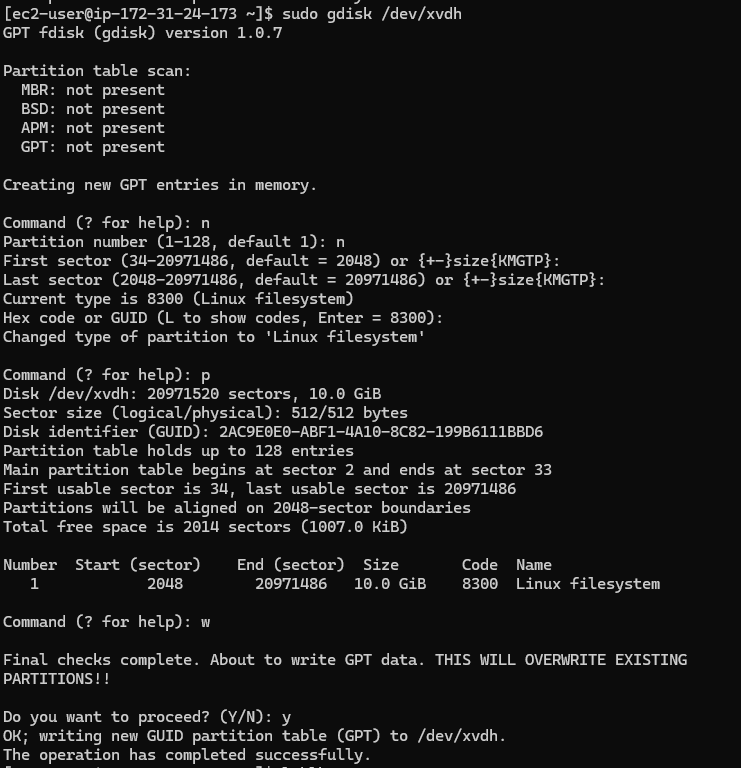 [ec2-user@ip-172-31-24-173 ~]$ sudo gdisk /dev/xvdh
GPT fdisk (gdisk) version 1.0.7

Partition table scan:
  MBR: not present
  BSD: not present
  APM: not present
  GPT: not present

Creating new GPT entries in memory.

Command (? for help): n
Partition number (1-128, default 1): n
First sector (34-20971486, default = 2048) or {+-}size{KMGTP}:
Last sector (2048-20971486, default = 20971486) or {+-}size{KMGTP}:
Current type is 8300 (Linux filesystem)
Hex code or GUID (L to show codes, Enter = 8300):
Changed type of partition to 'Linux filesystem'

Command (? for help): p
Disk /dev/xvdh: 20971520 sectors, 10.0 GiB
Sector size (logical/physical): 512/512 bytes
Disk identifier (GUID): 2AC9E0E0-ABF1-4A10-8C82-199B6111BBD6
Partition table holds up to 128 entries
Main partition table begins at sector 2 and ends at sector 33
First usable sector is 34, last usable sector is 20971486
Partitions will be aligned on 2048-sector boundaries
Total free space is 2014 sectors (1007.0 KiB)

Number  Start (sector)    End (sector)  Size       Code  Name
   1            2048        20971486   10.0 GiB    8300  Linux filesystem

Command (? for help): w

Final checks complete. About to write GPT data. THIS WILL OVERWRITE EXISTING
PARTITIONS!!

Do you want to proceed? (Y/N): y
OK; writing new GUID partition table (GPT) to /dev/xvdh.
The operation has completed successfully.